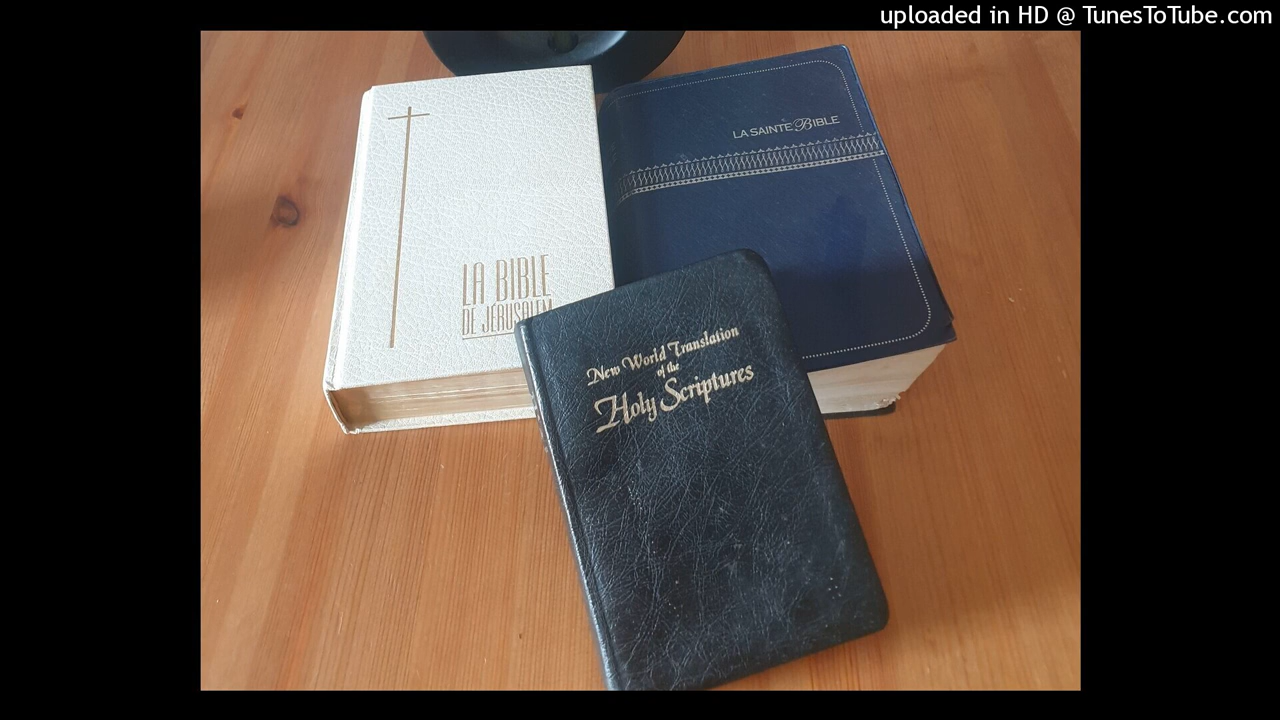 uploaded in HD @ TunesToTube.com
LA BIBLE
DE JÉRUSALEM
LA SAINTE BIBLE
New World Translation
of the
Holy Scriptures